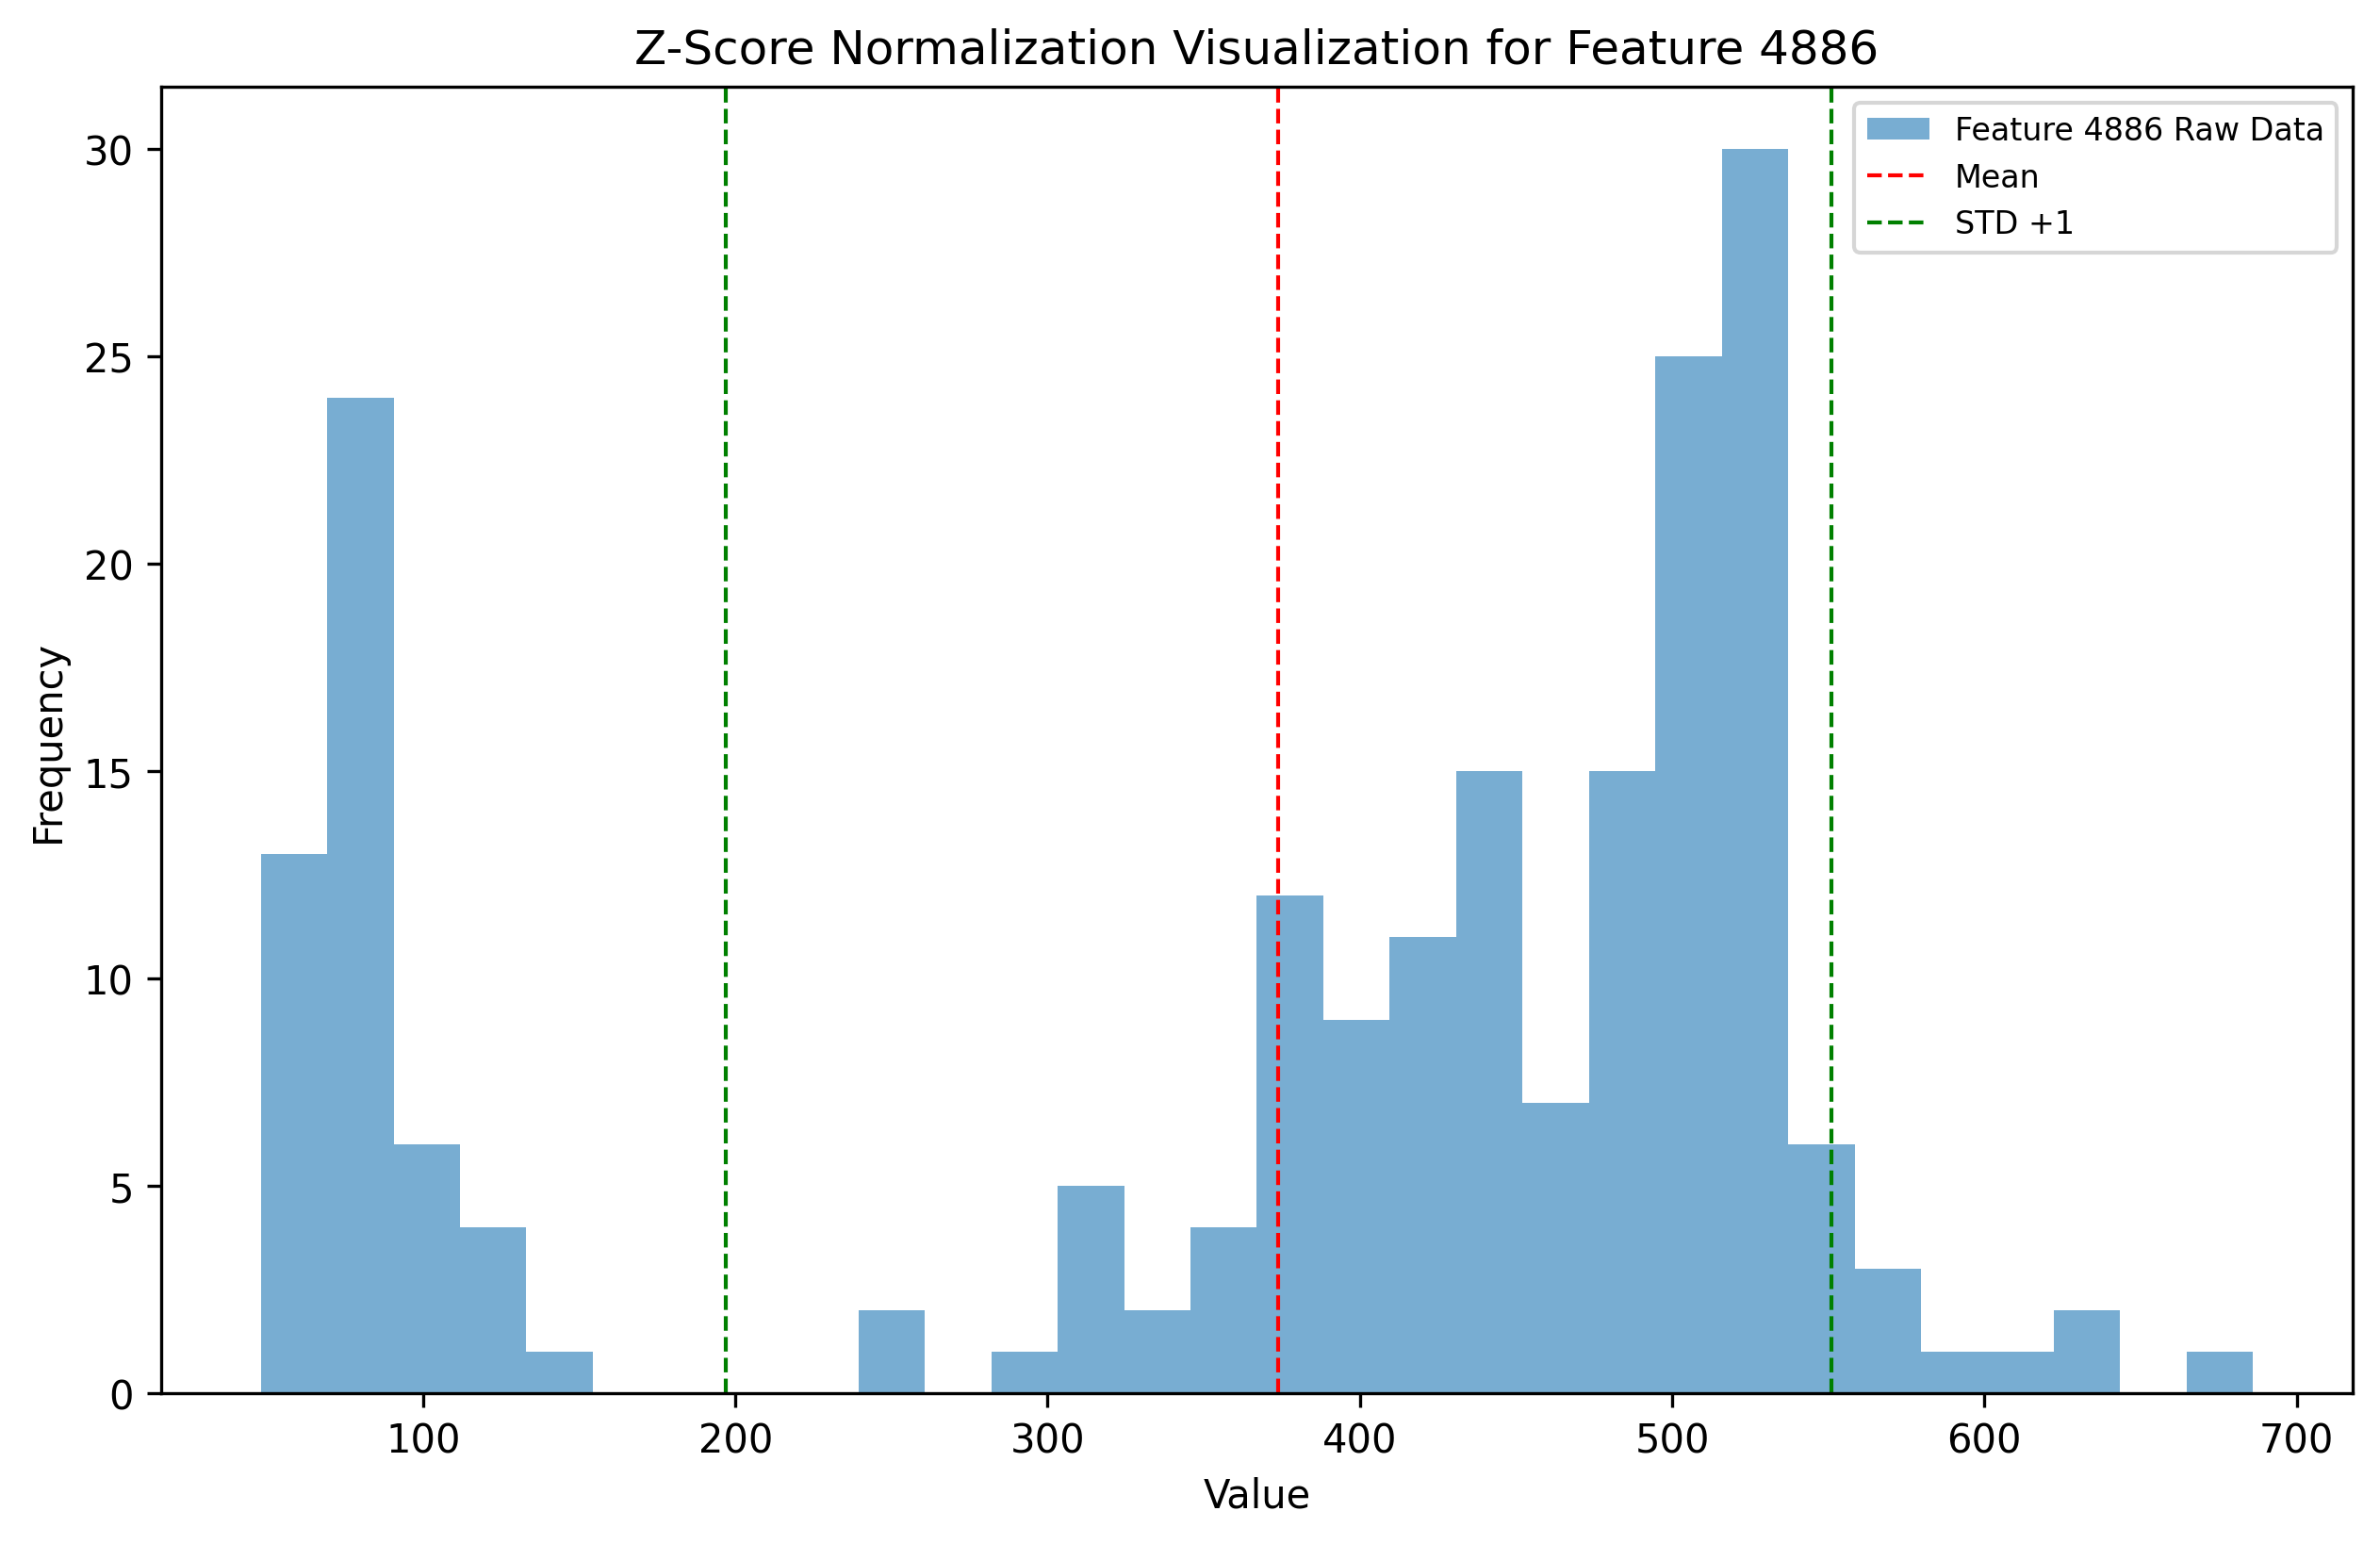 Z-Score Normalization Visualization for Feature 4886
Feature 4886 Raw Data
Mean
STD +1
30
25
20
15
10
5
0
Frequency
100 200 300 400 500 600 700
Value